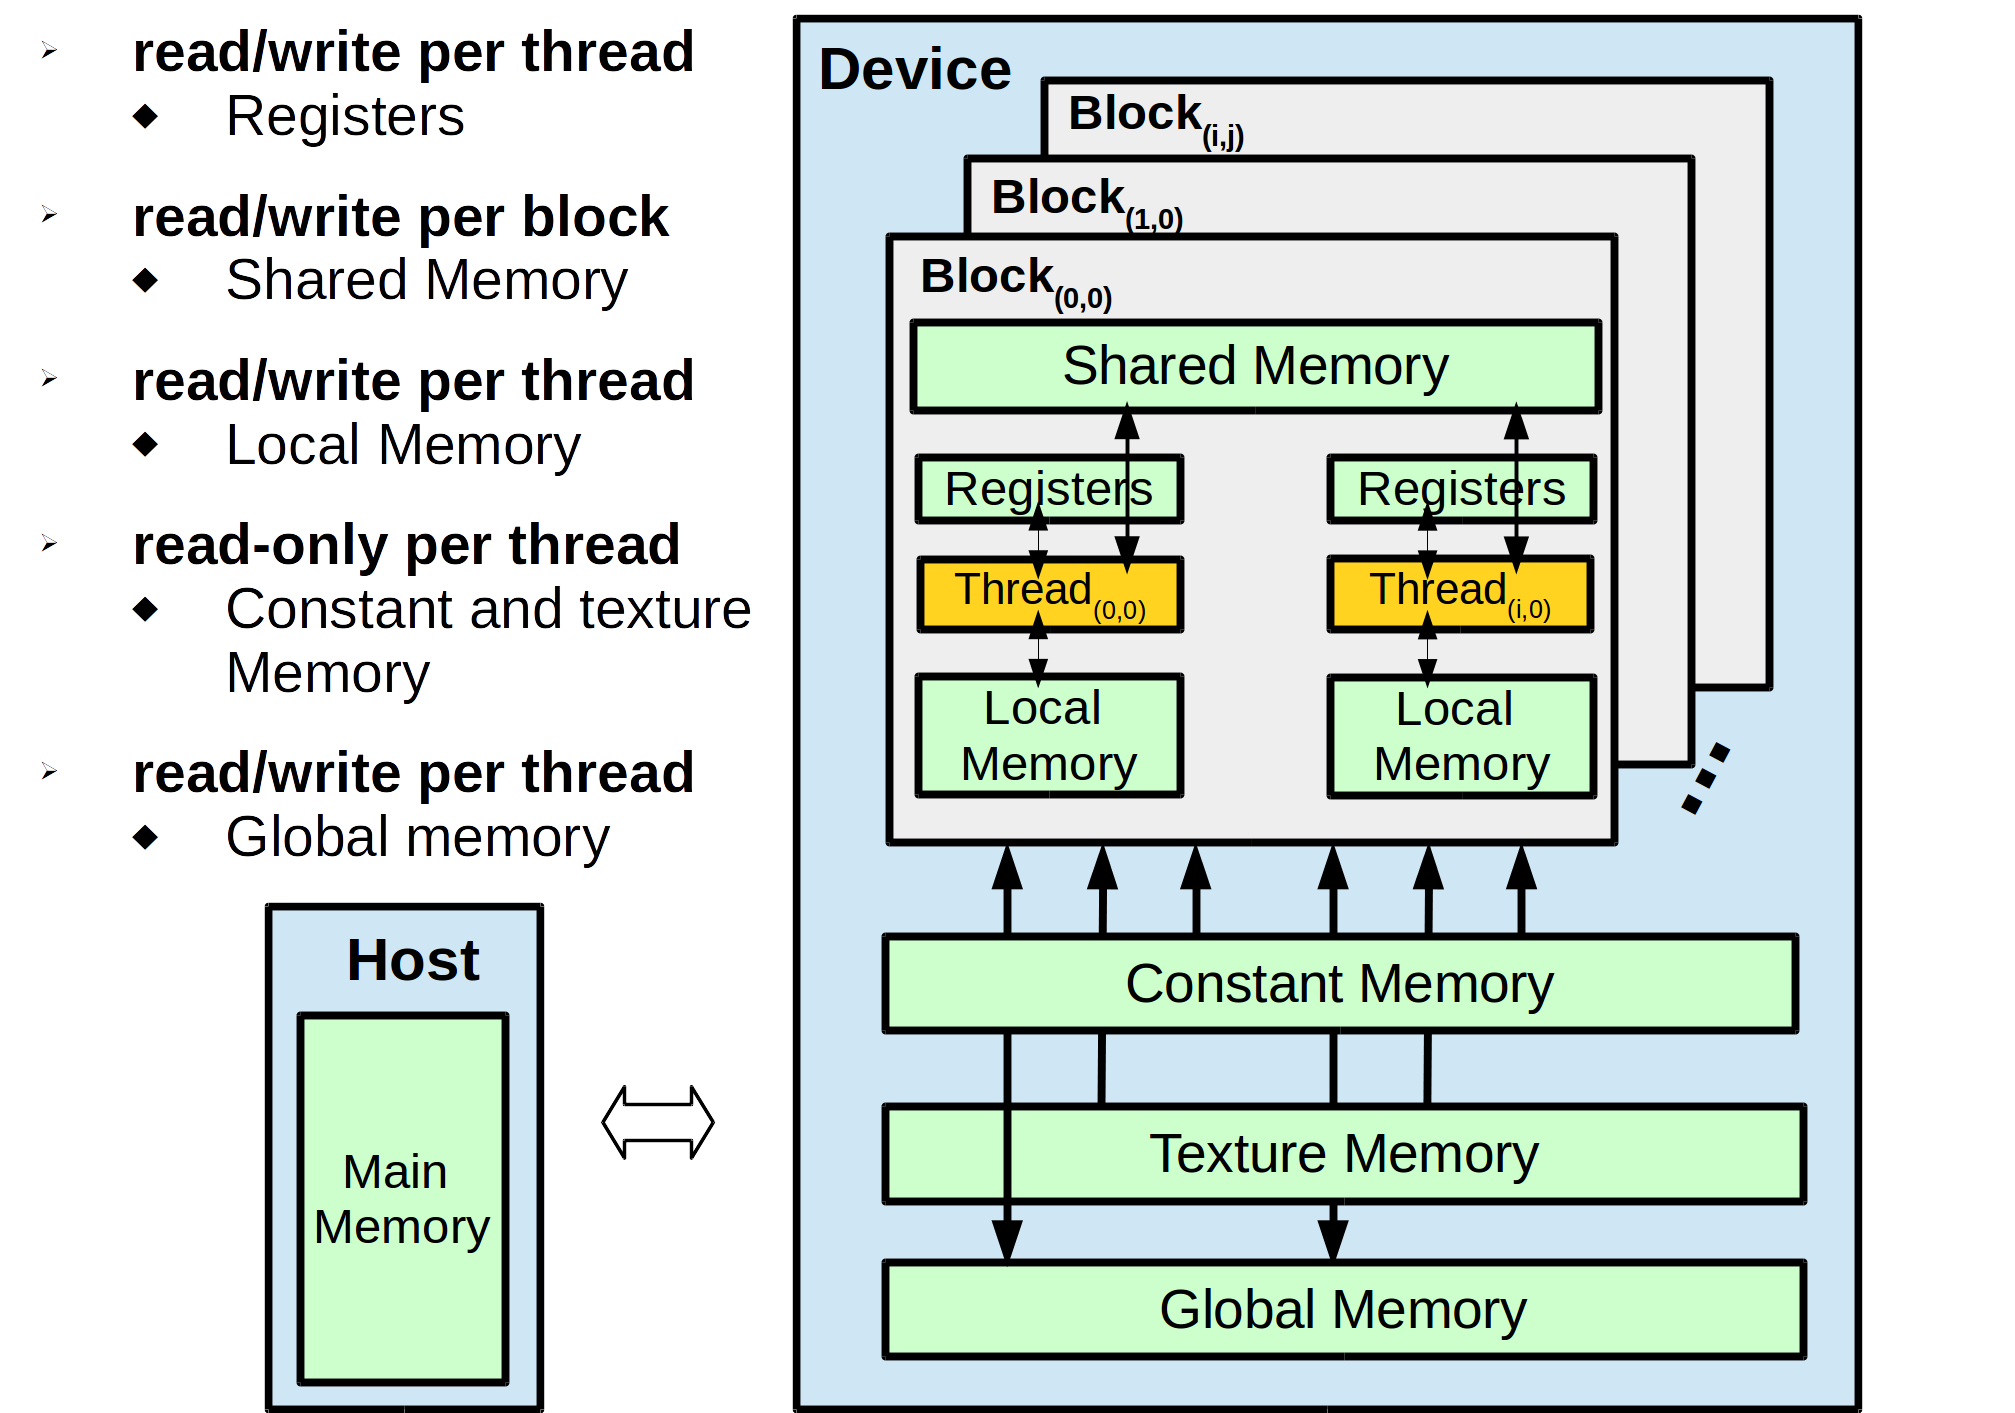 read/write per thread
Registers
read/write per block
Shared Memory
read/write per thread
Local Memory
read-only per thread
Constant and texture
Memory
read/write per thread
Global memory
Host
Main
Memory
Device
Block(i,j)
Block(1,0)
Block(0,0)
Shared Memory
Registers
Registers
Thread(0,0)
Thread(i,0)
Local
Memory
Local
Memory
Constant Memory
Texture Memory
Global Memory